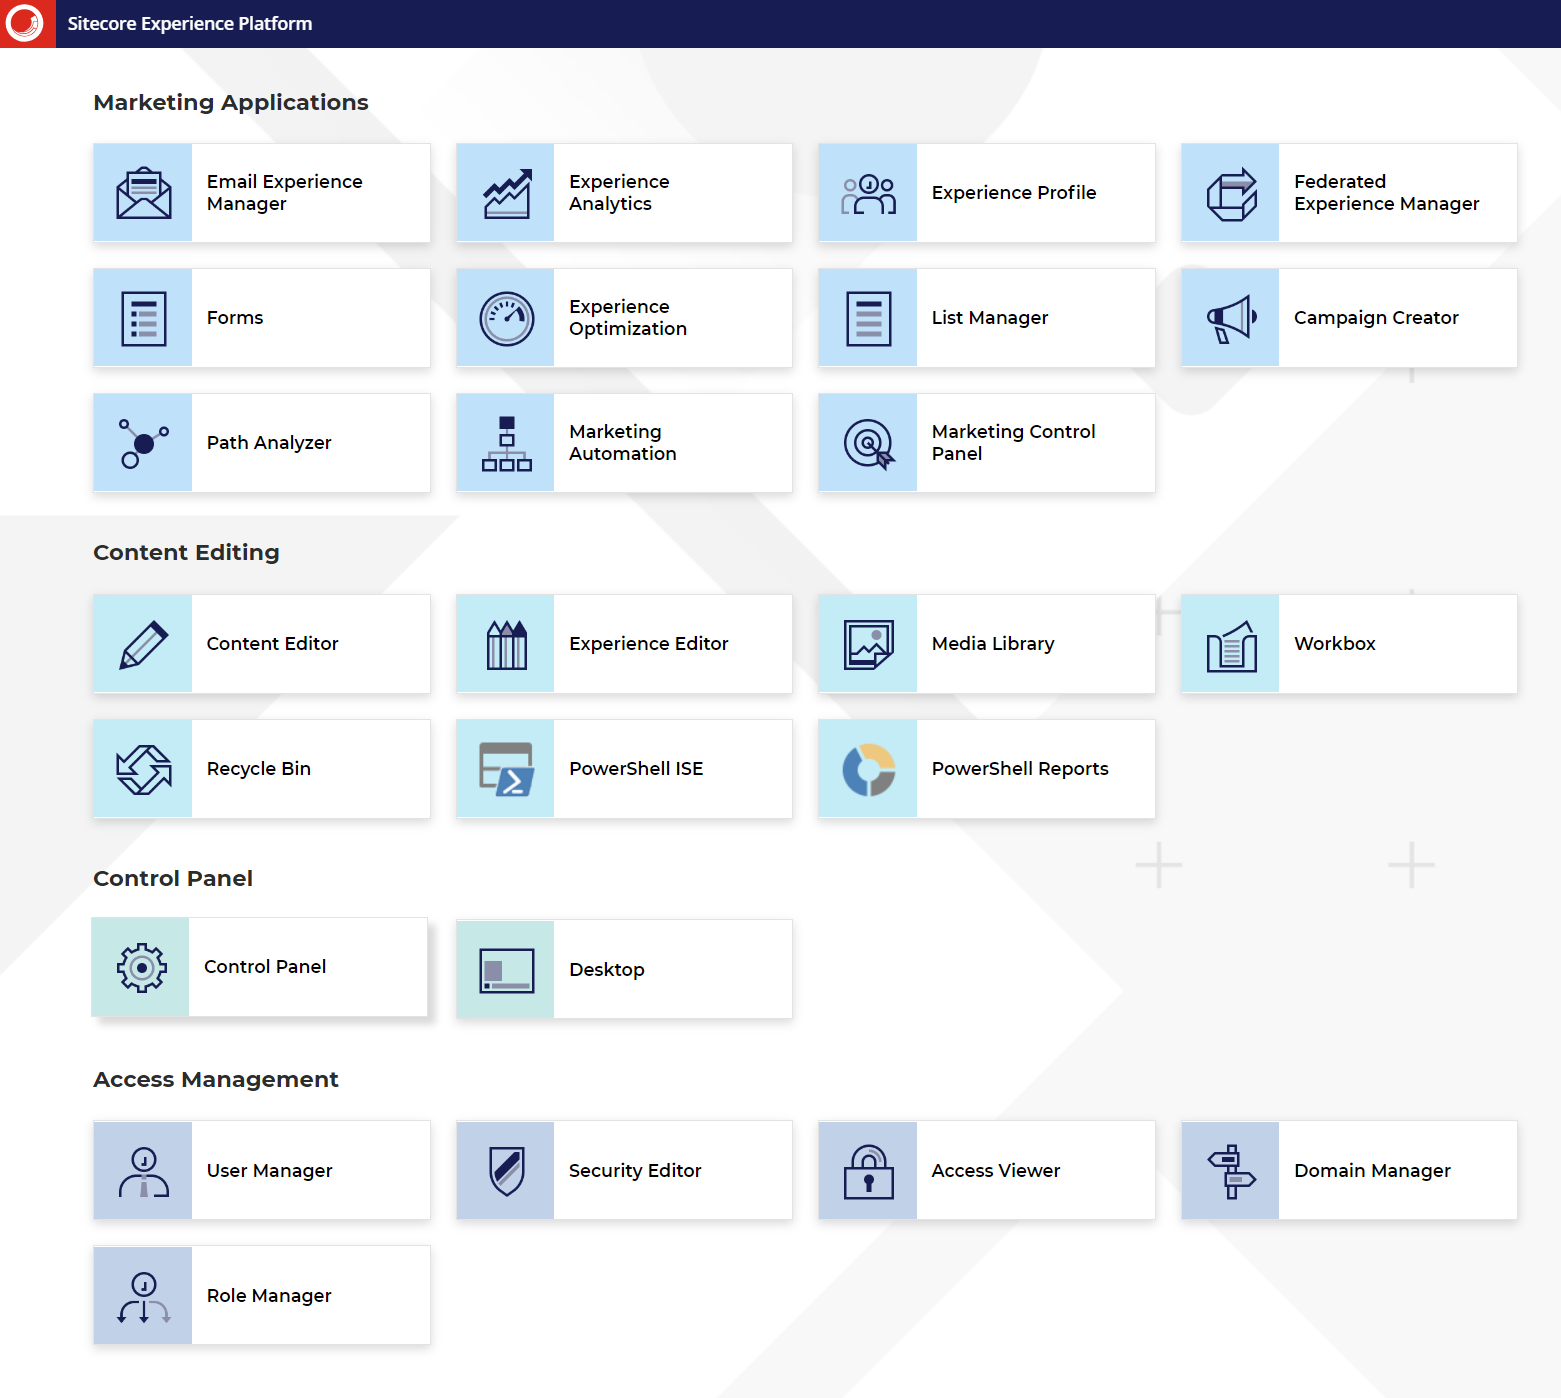 Sitecore Experience Platform
Marketing Applications
Email Experience
Manager
Experience
Analytics
Experience Profile
Federated
Experience Manager
Forms
Experience
Optimization
List Manager
Campaign Creator
Path Analyzer
Marketing
Automation
Marketing Control
Panel
Content Editing
Content Editor
Experience Editor
Media Library
Workbox
Recycle Bin
PowerShell ISE
PowerShell Reports
Control Panel
Control Panel
Desktop
Access Management
User Manager
Security Editor
Access Viewer
Domain Manager
Role Manager